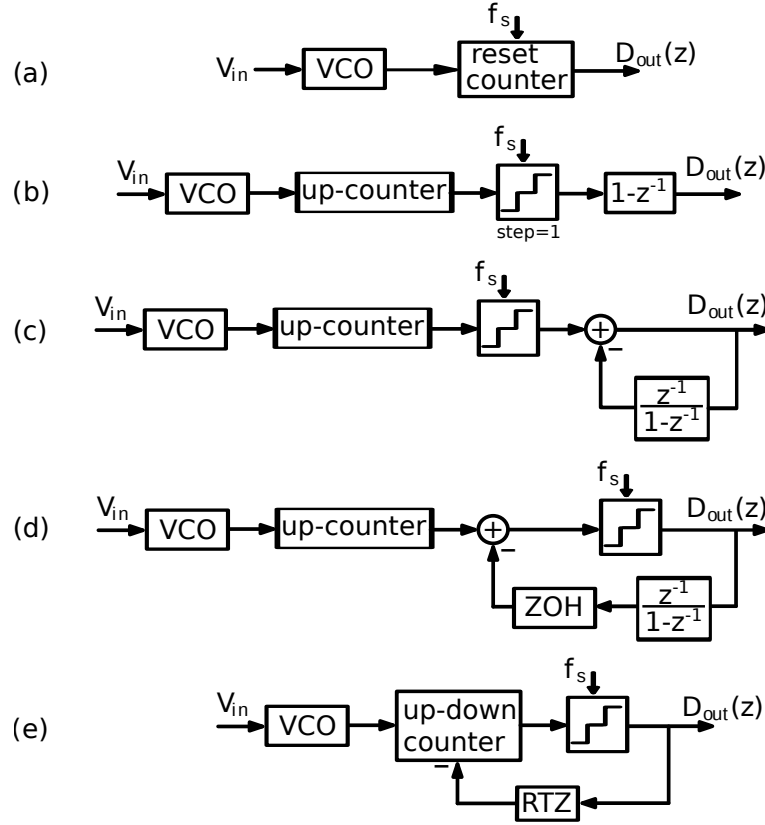 f_s
(a) V_in VCO reset counter D_out(z)
f_s
(b) V_in VCO up-counter 1-z^-1 D_out(z)
step=1
f_s
(c) V_in VCO up-counter + D_out(z)
−
z^-1
1-z^-1
f_s
(d) V_in VCO up-counter + D_out(z)
−
ZOH z^-1
1-z^-1
f_s
(e) V_in VCO up-down counter D_out(z)
−
RTZ